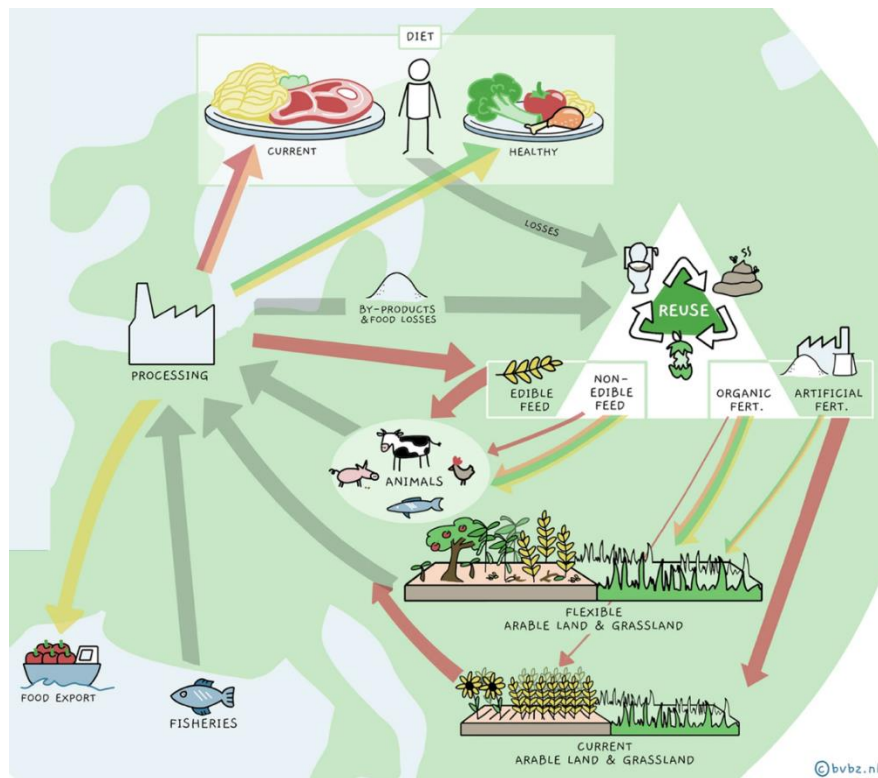 DIET
CURRENT
HEALTHY
LOSSES
BY-PRODUCTS
& FOOD LOSSES
REUSE
PROCESSING
EDIBLE
FEED
NON-
EDIBLE
FEED
ORGANIC
FERT.
ARTIFICIAL
FERT.
ANIMALS
FLEXIBLE
ARABLE LAND & GRASSLAND
FOOD EXPORT
FISHERIES
CURRENT
ARABLE LAND & GRASSLAND
©bvbz.nl